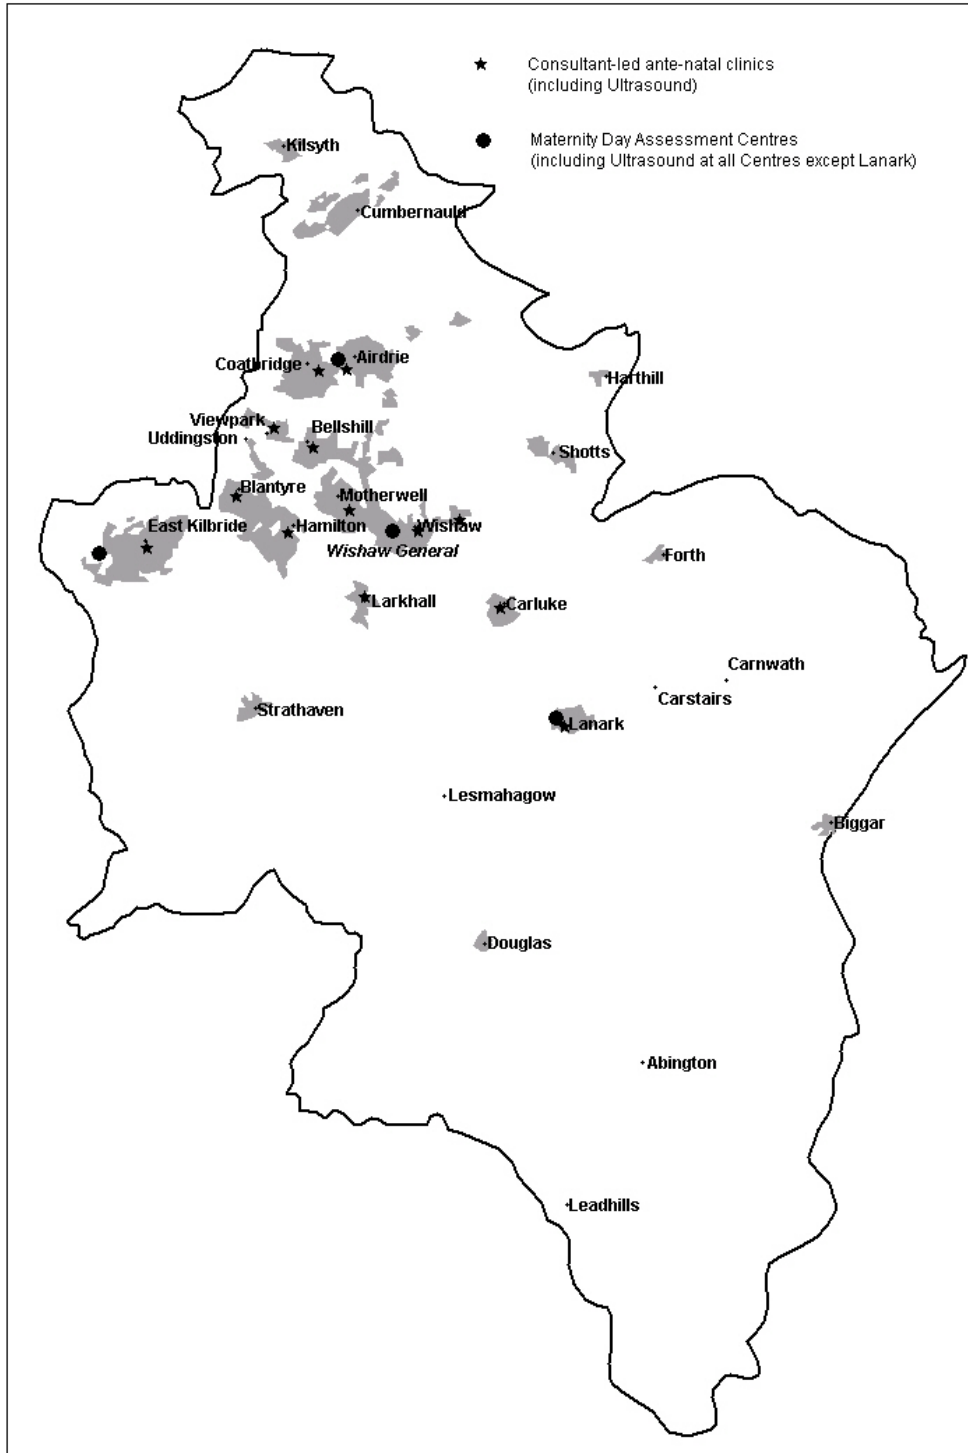 Consultant-led ante-natal clinics
(including Ultrasound)
Maternity Day Assessment Centres
(including Ultrasound at all Centres except Lanark)
Kilsyth
Cumbernauld
Coatbridge
Airdrie
Harthill
Viewpark
Bellshill
Uddingston
Shotts
Blantyre
Motherwell
East Kilbride
Hamilton
Wishaw
Wishaw General
Forth
Larkhall
Carluke
Carnwath
Carstairs
Strathaven
Lanark
Lesmahagow
Biggar
Douglas
Abington
Leadhills